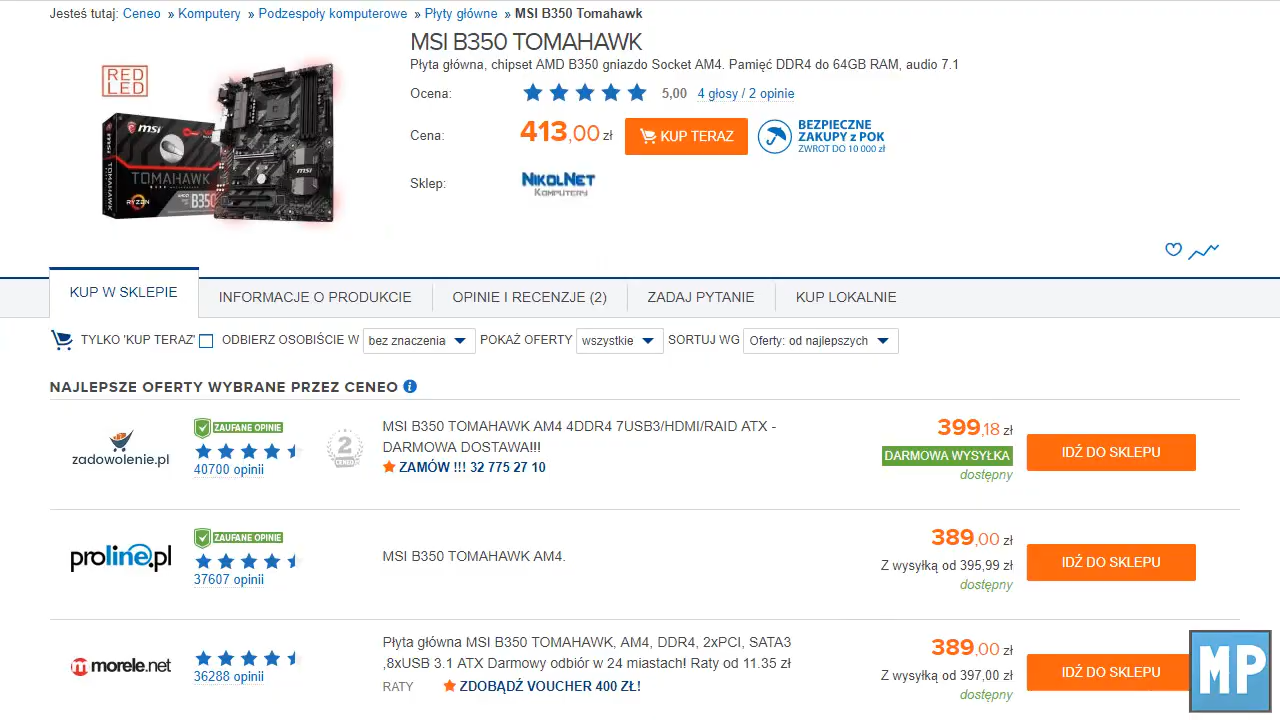 Jesteś tutaj: Ceneo » Komputery » Podzespoły komputerowe » Płyty główne » MSI B350 Tomahawk
MSI B350 TOMAHAWK
Płyta główna, chipset AMD B350 gniazdo Socket AM4. Pamięć DDR4 do 64GB RAM, audio 7.1
RED
LED
msi
TOMAHAWK
RYZEN
B350
TOMAHAWK
msi
Ocena: 5,00 4 głosy / 2 opinie
Cena: 413,00 zł KUP TERAZ
BEZPIECZNE
ZAKUPY z POK
ZWROT DO 10 000 zł
Sklep: NIKOLNET
KOMPUTERY
KUP W SKLEPIE INFORMACJE O PRODUKCIE OPINIE I RECENZJE (2) ZADAJ PYTANIE KUP LOKALNIE
TYLKO 'KUP TERAZ' ODBIERZ OSOBIŚCIE W bez znaczenia POKAŻ OFERTY wszystkie SORTUJ WG Oferty: od najlepszych
NAJLEPSZE OFERTY WYBRANE PRZEZ CENEO i
zadowolenie.pl
ZAUFANE OPINIE
40700 opinii
2
CENEO
MSI B350 TOMAHAWK AM4 4DDR4 7USB3/HDMI/RAID ATX -
DARMOWA DOSTAWA!!!
ZAMÓW !!! 32 775 27 10
399,18 zł
DARMOWA WYSYŁKA
dostępny
IDŹ DO SKLEPU
proline.pl
ZAUFANE OPINIE
37607 opinii
MSI B350 TOMAHAWK AM4.
389,00 zł
Z wysyłką od 395,99 zł
dostępny
IDŹ DO SKLEPU
morele.net
36288 opinii
Płyta główna MSI B350 TOMAHAWK, AM4, DDR4, 2xPCI, SATA3
,8xUSB 3.1 ATX Darmowy odbiór w 24 miastach! Raty od 11.35 zł
RATY ZDOBĄDŹ VOUCHER 400 ZŁ!
389,00 zł
Z wysyłką od 397,00 zł
dostępny
IDŹ DO SKLEPU
MP